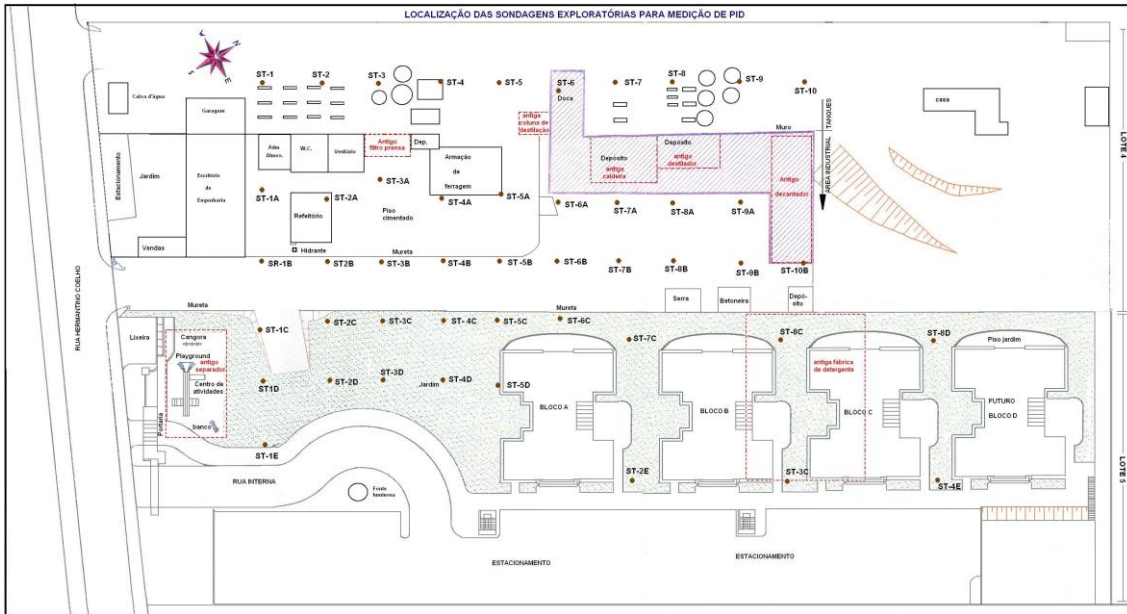 LOCALIZAÇÃO DAS SONDAGENS EXPLORATÓRIAS PARA MEDIÇÃO DE PID
N
E
S
ST-1
ST-2
ST-3
ST-4
ST-5
ST-6
ST-7
ST-8
ST-9
ST-10
Caixa d'água
Doca
casa
Garagem
antiga
coluna de
destilação
TANQUES
Muro
ÁREA INDUSTRIAL
LOTE 4
Estacionamento
Jardim
Escritório
de
Engenharia
W.C.
Vestiário
Antigo
filtro prensa
Dep.
Armação
de
ferragem
Depósito
antiga
caldeira
Depósito
antigo
destilador
Antigo
decantador
ST-1A
ST-2A
ST-3A
ST-4A
ST-5A
ST-6A
ST-7A
ST-8A
ST-9A
Refeitório
Piso
cimentado
Vendas
Hidrante
Mureta
SR-1B
ST2B
ST-3B
ST-4B
ST-5B
ST-6B
ST-7B
ST-8B
ST-9B
ST-10B
RUA HERMANTINO COELHO
Mureta
Mureta
Serra
Betoneira
Depó-
sito
Lixeira
Cangora
Playground
antigo
separador
Centro de
atividades
banco
Portaria
ST-1C
ST-2C
ST-3C
ST- 4C
ST-5C
ST-6C
ST-7C
ST-8C
ST-8D
Piso jardim
antiga fábrica
de detergente
ST1D
ST-2D
ST-3D
Jardim
ST-4D
ST-5D
BLOCO A
BLOCO B
BLOCO C
FUTURO
BLOCO D
ST-1E
ST-2E
ST-3C
ST-4E
RUA INTERNA
Fonte
luminosa
LOTE 5
ESTACIONAMENTO
ESTACIONAMENTO